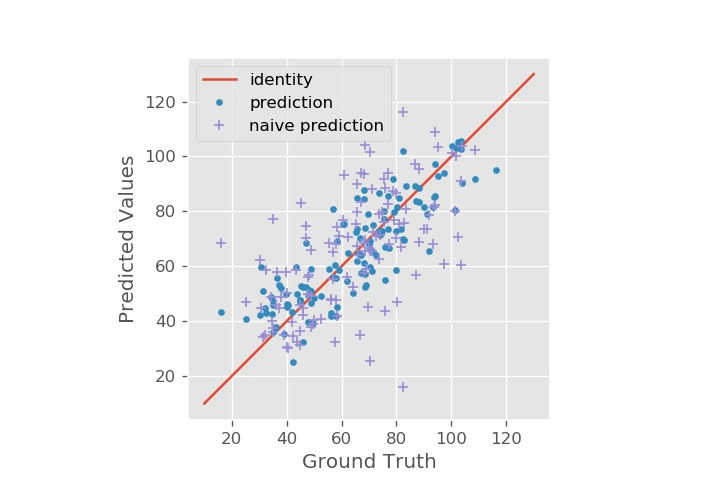 identity
prediction
naive prediction
120
100
80
60
40
20
Predicted Values
20 40 60 80 100 120
Ground Truth